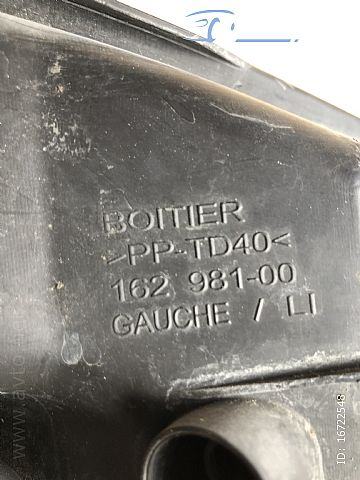 BOITIER
>PP-TD40<
162 981-00
GAUCHE / LI
ID: 16722548